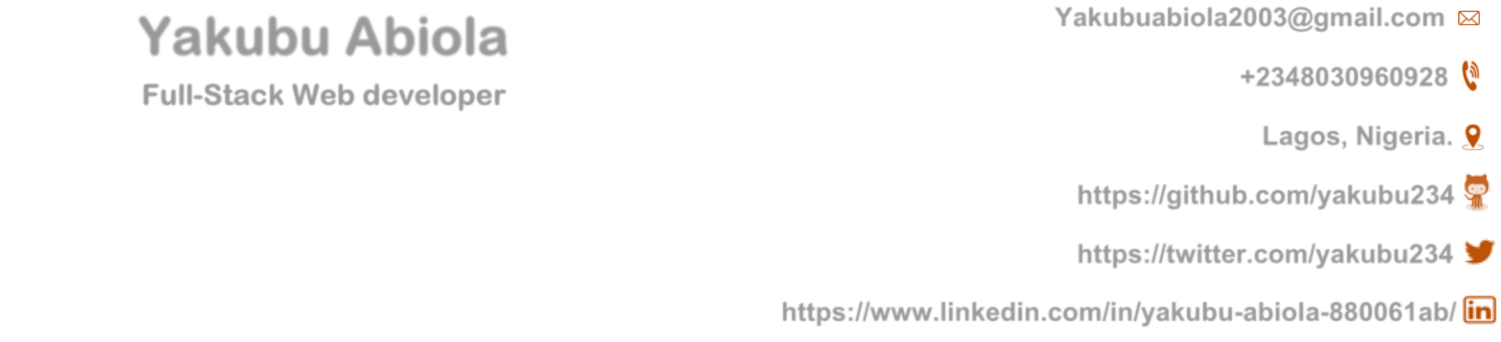 Yakubu Abiola
Full-Stack Web developer
Yakubuabiola2003@gmail.com
+2348030960928
Lagos, Nigeria.
https://github.com/yakubu234
https://twitter.com/yakubu234
https://www.linkedin.com/in/yakubu-abiola-880061ab/
in